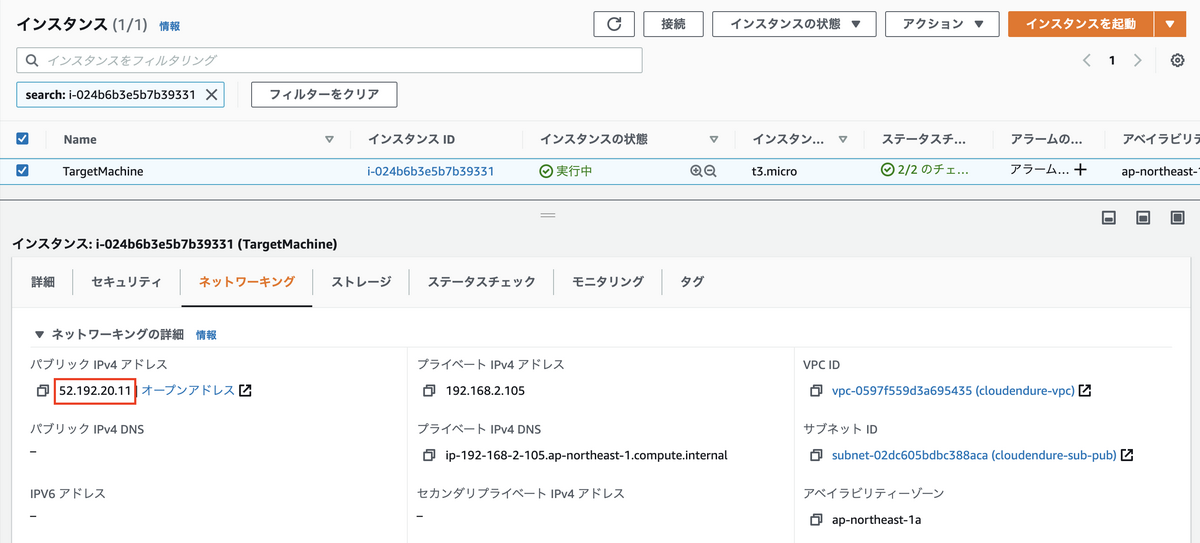 インスタンス (1/1) 情報 接続 インスタンスの状態 アクション インスタンスを起動
インスタンスをフィルタリング 1
search: i-024b6b3e5b7b39331 フィルターをクリア
Name インスタンス ID インスタンスの状態 インスタン... ステータスチ... アラームの... アベイラビリテ
TargetMachine i-024b6b3e5b7b39331 実行中 t3.micro 2/2 のチェ... アラーム... ap-northeast-1
インスタンス: i-024b6b3e5b7b39331 (TargetMachine)
詳細 セキュリティ ネットワーキング ストレージ ステータスチェック モニタリング タグ
ネットワーキングの詳細 情報
パブリック IPv4 アドレス プライベート IPv4 アドレス VPC ID
52.192.20.11 | オープンアドレス 192.168.2.105 vpc-0597f559d3a695435 (cloudendure-vpc)
パブリック IPv4 DNS プライベート IPv4 DNS サブネット ID
– ip-192-168-2-105.ap-northeast-1.compute.internal subnet-02dc605bdbc388aca (cloudendure-sub-pub)
IPV6 アドレス セカンダリプライベート IPv4 アドレス アベイラビリティーゾーン
– – ap-northeast-1a